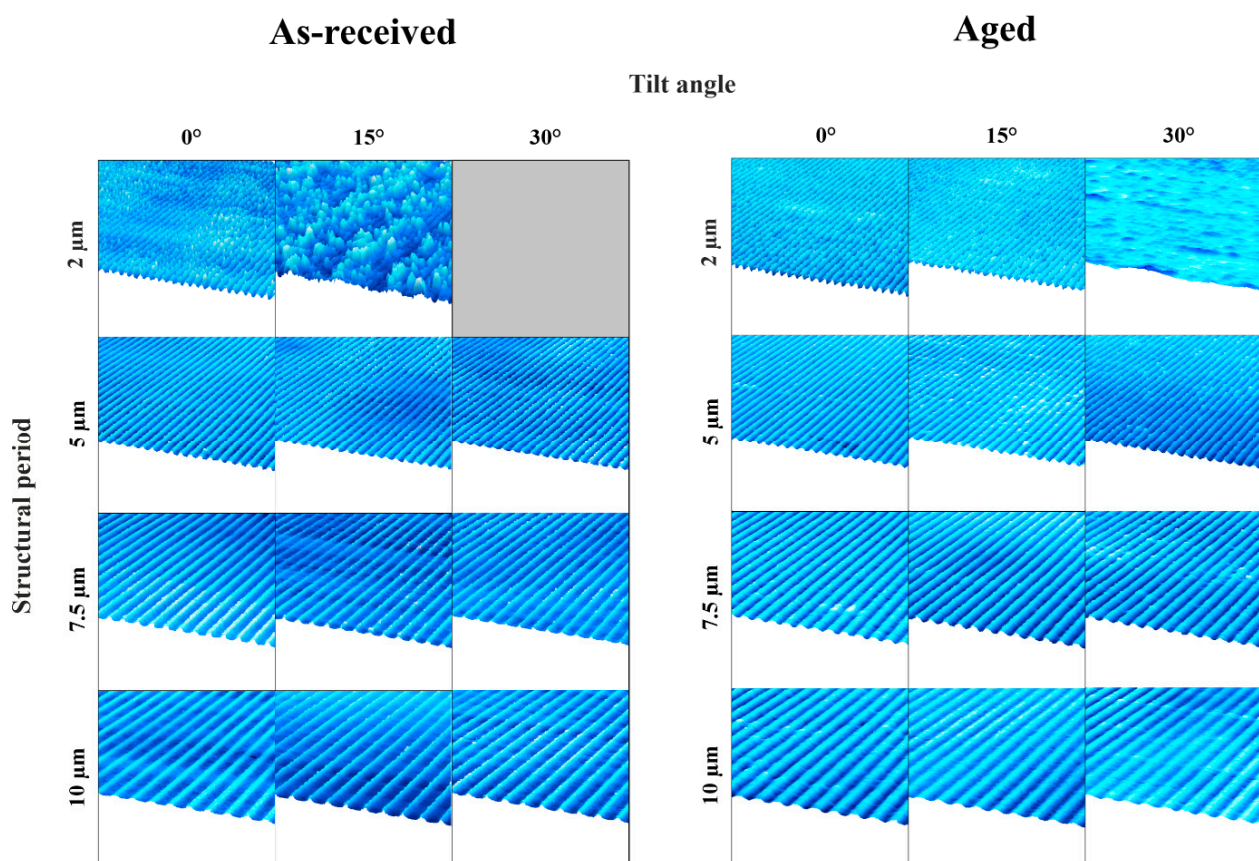 As-received
Aged
Tilt angle
0° 15° 30°
0° 15° 30°
Structural period
2 µm
5 µm
7.5 µm
10 µm
2 µm
5 µm
7.5 µm
10 µm